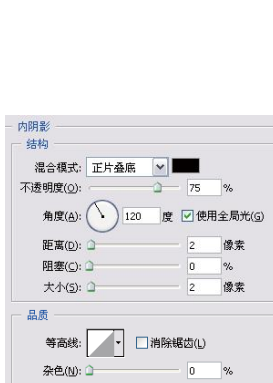 内阴影
结构
混合模式: 正片叠底
不透明度(O): 75 %
角度(A): 120 度 使用全局光(G)
距离(D): 2 像素
阻塞(C): 0 %
大小(S): 2 像素
品质
等高线: 消除锯齿(L)
杂色(N): 0 %